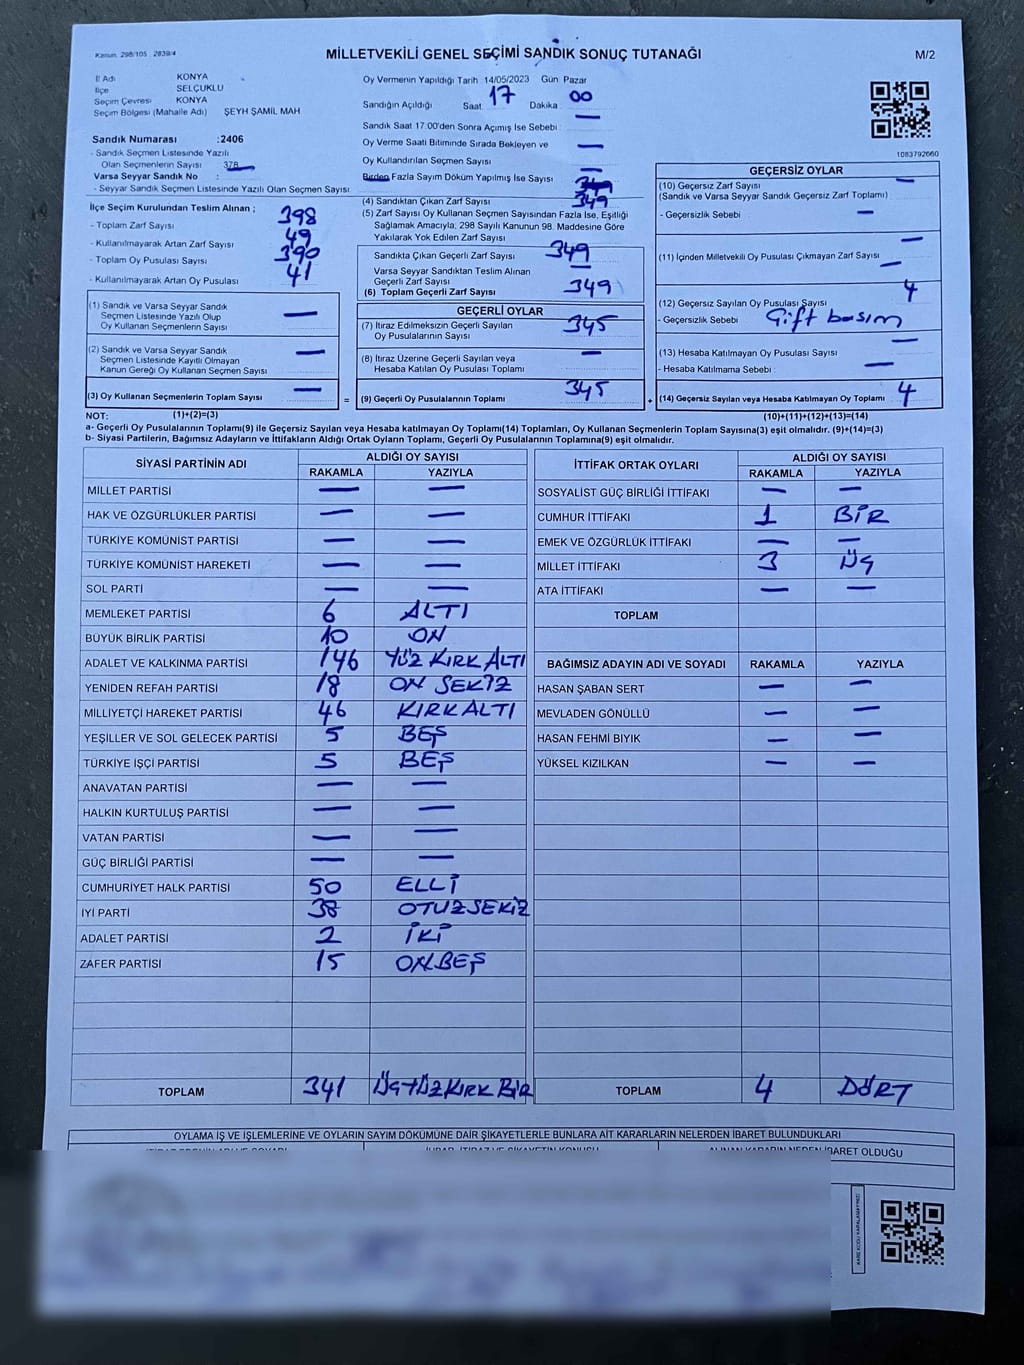 Kanun. 298/105 . 2839/4
MİLLETVEKİLİ GENEL SEÇİMİ SANDIK SONUÇ TUTANAĞI
M/2
İl Adı KONYA
İlçe SELÇUKLU
Seçim Çevresi KONYA
Seçim Bölgesi (Mahalle Adı) ŞEYH ŞAMİL MAH
Sandık Numarası :2406
- Sandık Seçmen Listesinde Yazılı
Olan Seçmenlerin Sayısı 378
Varsa Seyyar Sandık No :
- Seyyar Sandık Seçmen Listesinde Yazılı Olan Seçmen Sayısı:
İlçe Seçim Kurulundan Teslim Alınan ;
- Toplam Zarf Sayısı 398
- Kullanılmayarak Artan Zarf Sayısı 49
- Toplam Oy Pusulası Sayısı 390
- Kullanılmayarak Artan Oy Pusulası 41
(1) Sandık ve Varsa Seyyar Sandık
Seçmen Listesinde Yazılı Olup
Oy Kullanan Seçmenlerin Sayısı —
(2) Sandık ve Varsa Seyyar Sandık
Seçmen Listesinde Kayıtlı Olmayan
Kanun Gereği Oy Kullanan Seçmen Sayısı —
(3) Oy Kullanan Seçmenlerin Toplam Sayısı —
=
Oy Vermenin Yapıldığı Tarih 14/05/2023 Gün Pazar
Sandığın Açıldığı Saat 17 Dakika 00
Sandık Saat 17:00'den Sonra Açımış İse Sebebi : —
Oy Verme Saati Bitiminde Sırada Bekleyen ve
Oy Kullandırılan Seçmen Sayısı —
Birden Fazla Sayım Döküm Yapılmış İse Sayısı —
(4) Sandıktan Çıkan Zarf Sayısı 349 349
(5) Zarf Sayısı Oy Kullanan Seçmen Sayısından Fazla İse, Eşitliği
Sağlamak Amacıyla; 298 Sayılı Kanunun 98. Maddesine Göre
Yakılarak Yok Edilen Zarf Sayısı
Sandıkta Çıkan Geçerli Zarf Sayısı 349
Varsa Seyyar Sandıktan Teslim Alınan
Geçerli Zarf Sayısı —
(6) Toplam Geçerli Zarf Sayısı 349
GEÇERLİ OYLAR
(7) İtiraz Edilmeksizin Geçerli Sayılan
Oy Pusulalarının Sayısı 345
(8) İtiraz Üzerine Geçerli Sayılan veya
Hesaba Katılan Oy Pusulası Toplamı —
(9) Geçerli Oy Pusulalarının Toplamı 345
+
1083792660
GEÇERSİZ OYLAR
(10) Geçersiz Zarf Sayısı —
(Sandık ve Varsa Seyyar Sandık Geçersiz Zarf Toplamı)
- Geçersizlik Sebebi —
(11) İçinden Milletvekili Oy Pusulası Çıkmayan Zarf Sayısı —
(12) Geçersiz Sayılan Oy Pusulası Sayısı 4
- Geçersizlik Sebebi Çift basım
(13) Hesaba Katılmayan Oy Pusulası Sayısı —
- Hesaba Katılmama Sebebi : —
(14) Geçersiz Sayılan veya Hesaba Katılmayan Oy Toplamı 4
NOT: (1)+(2)=(3) (10)+(11)+(12)+(13)=(14)
a- Geçerli Oy Pusulalarının Toplamı(9) ile Geçersiz Sayılan veya Hesaba katılmayan Oy Toplamı(14) Toplamları, Oy Kullanan Seçmenlerin Toplam Sayısına(3) eşit olmalıdır. (9)+(14)=(3)
b- Siyasi Partilerin, Bağımsız Adayların ve İttifakların Aldığı Ortak Oyların Toplamı, Geçerli Oy Pusulalarının Toplamına(9) eşit olmalıdır.
SİYASİ PARTİNİN ADI ALDIĞI OY SAYISI
RAKAMLA YAZIYLA
MİLLET PARTİSİ — —
HAK VE ÖZGÜRLÜKLER PARTİSİ — —
TÜRKİYE KOMÜNİST PARTİSİ — —
TÜRKİYE KOMÜNİST HAREKETİ — —
SOL PARTİ — —
MEMLEKET PARTİSİ 6 ALTI
BÜYÜK BİRLİK PARTİSİ 10 ON
ADALET VE KALKINMA PARTİSİ 146 YÜZ KIRK ALTI
YENİDEN REFAH PARTİSİ 18 ON SEKİZ
MİLLİYETÇİ HAREKET PARTİSİ 46 KIRK ALTI
YEŞİLLER VE SOL GELECEK PARTİSİ 5 BEŞ
TÜRKİYE İŞÇİ PARTİSİ 5 BEŞ
ANAVATAN PARTİSİ — —
HALKIN KURTULUŞ PARTİSİ — —
VATAN PARTİSİ — —
GÜÇ BİRLİĞİ PARTİSİ — —
CUMHURİYET HALK PARTİSİ 50 ELLİ
İYİ PARTİ 38 OTUZSEKİZ
ADALET PARTİSİ 2 İKİ
ZAFER PARTİSİ 15 ONBEŞ
TOPLAM 341 ÜÇYÜZ KIRK BİR
İTTİFAK ORTAK OYLARI ALDIĞI OY SAYISI
RAKAMLA YAZIYLA
SOSYALİST GÜÇ BİRLİĞİ İTTİFAKI — —
CUMHUR İTTİFAKI 1 BİR
EMEK VE ÖZGÜRLÜK İTTİFAKI — —
MİLLET İTTİFAKI 3 ÜÇ
ATA İTTİFAKI — —
TOPLAM
BAĞIMSIZ ADAYIN ADI VE SOYADI RAKAMLA YAZIYLA
HASAN ŞABAN SERT — —
MEVLADEN GÖNÜLLÜ — —
HASAN FEHMİ BIYIK — —
YÜKSEL KIZILKAN — —
TOPLAM 4 DÖRT
OYLAMA İŞ VE İŞLEMLERİNE VE OYLARIN SAYIM DÖKÜMÜNE DAİR ŞİKAYETLERLE BUNLARA AİT KARARLARIN NELERDEN İBARET BULUNDUKLARI
ALINAN KARARIN NEDEN İBARET OLDUĞU
KARE KODU KARALAMAYINIZ!